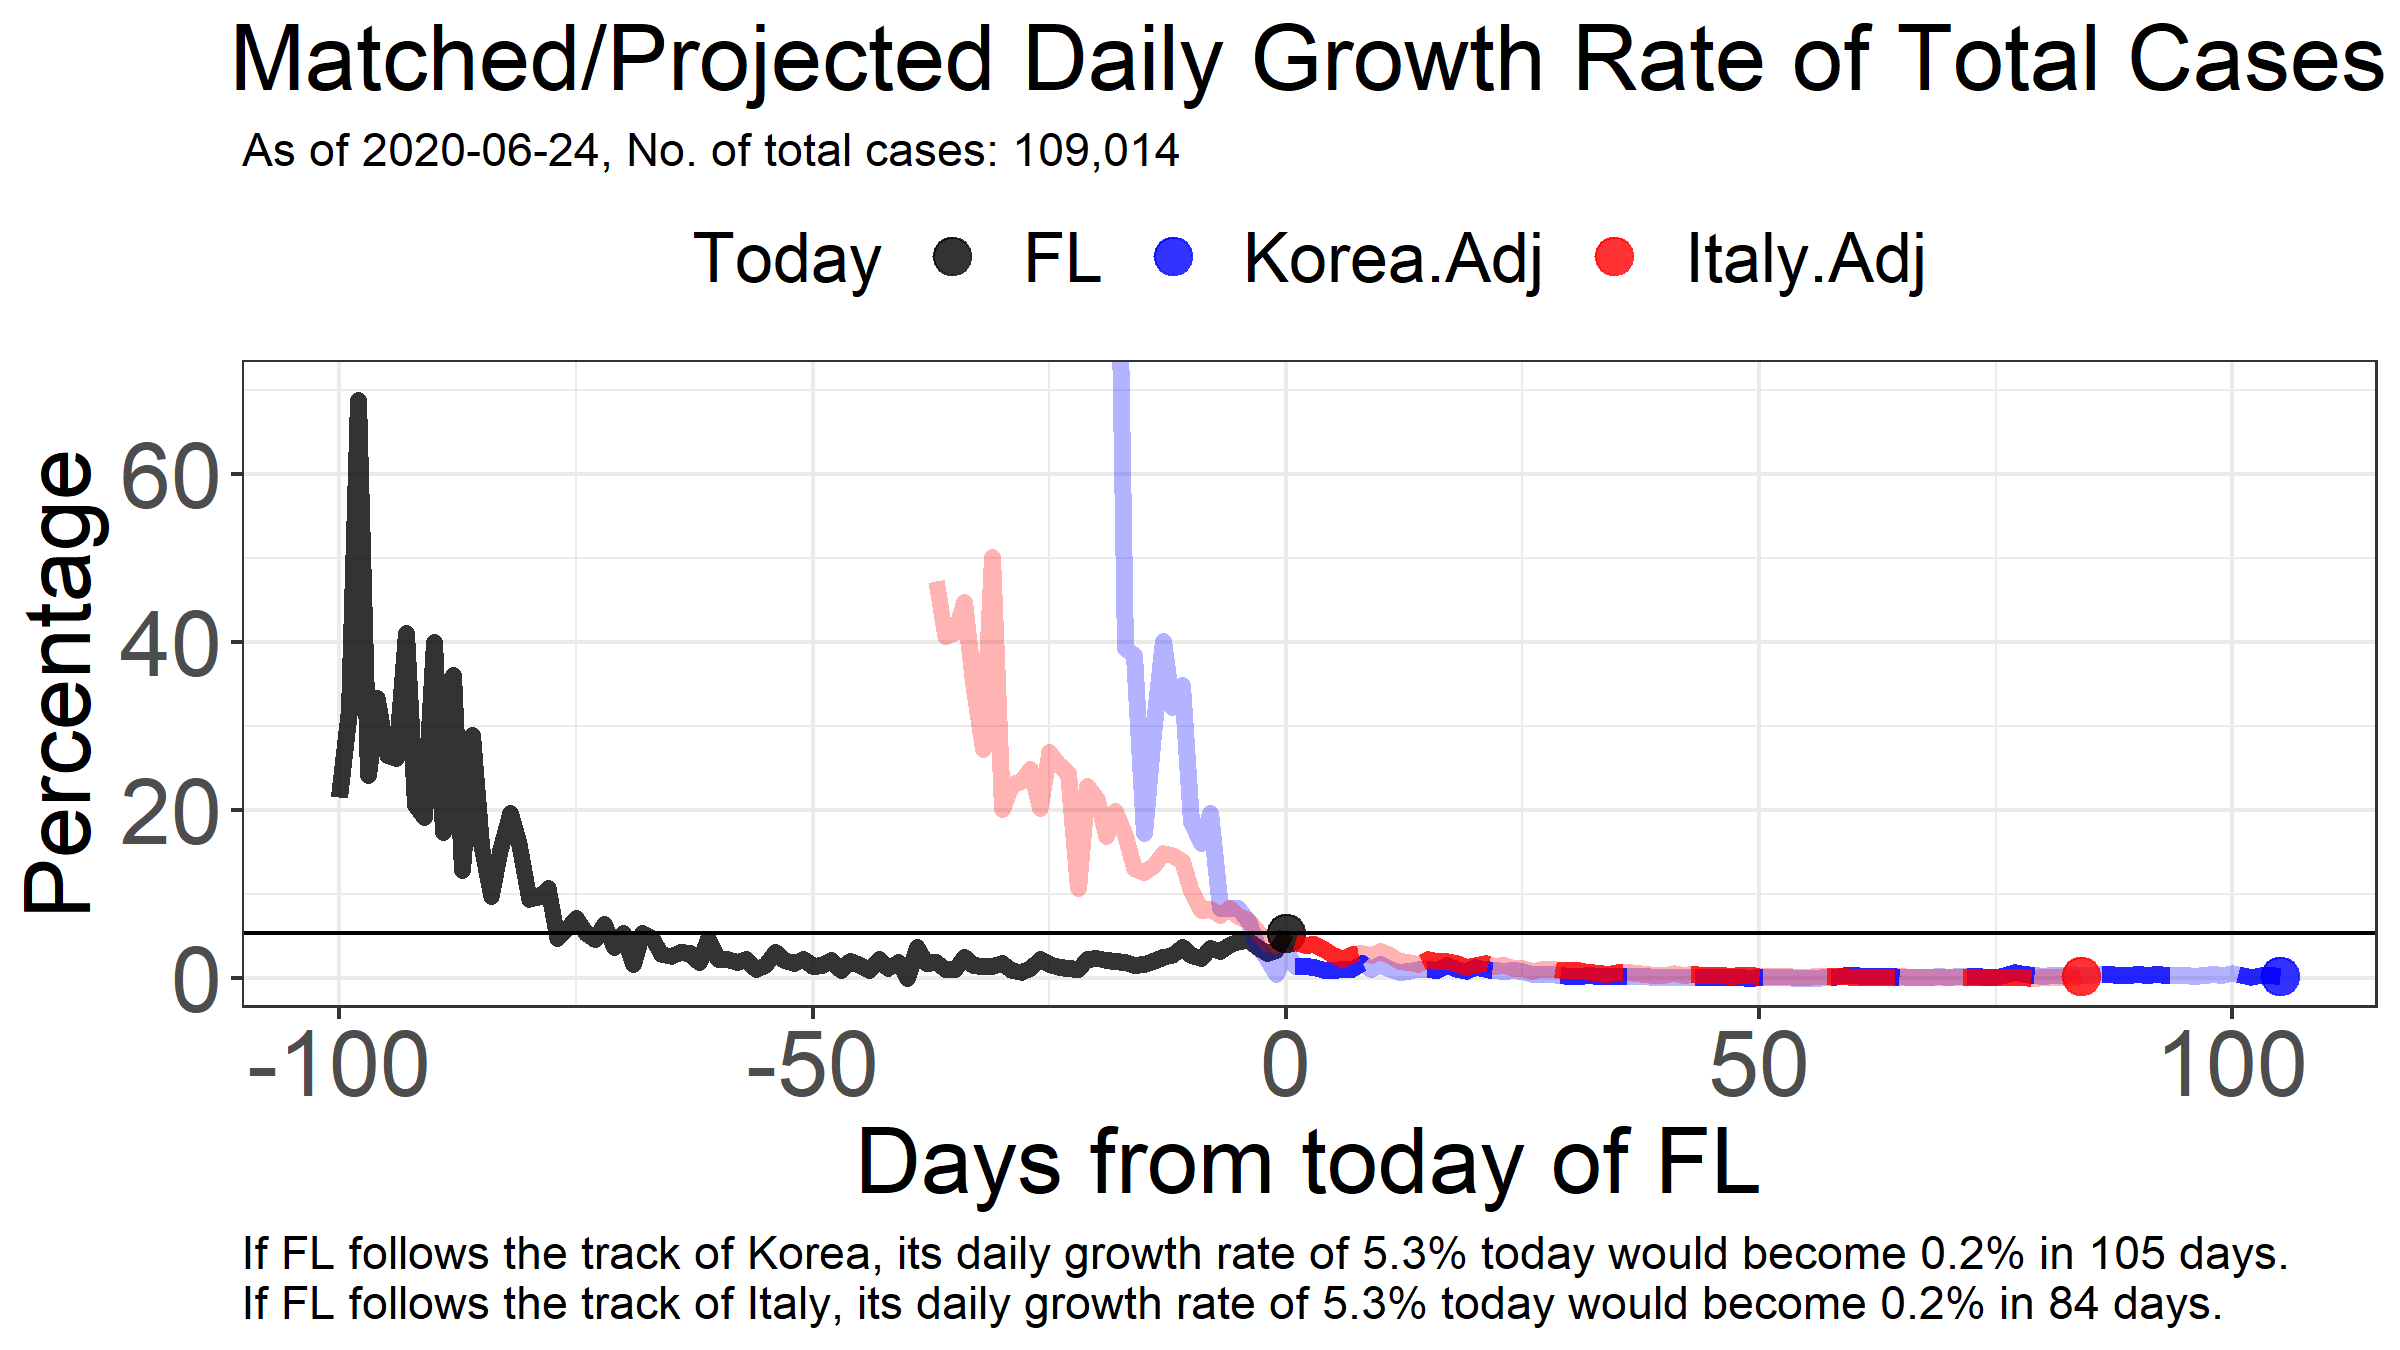 Matched/Projected Daily Growth Rate of Total Cases
As of 2020-06-24, No. of total cases: 109,014
Today FL Korea.Adj Italy.Adj
Percentage
60
40
20
0
-100 -50 0 50 100
Days from today of FL
If FL follows the track of Korea, its daily growth rate of 5.3% today would become 0.2% in 105 days.
If FL follows the track of Italy, its daily growth rate of 5.3% today would become 0.2% in 84 days.